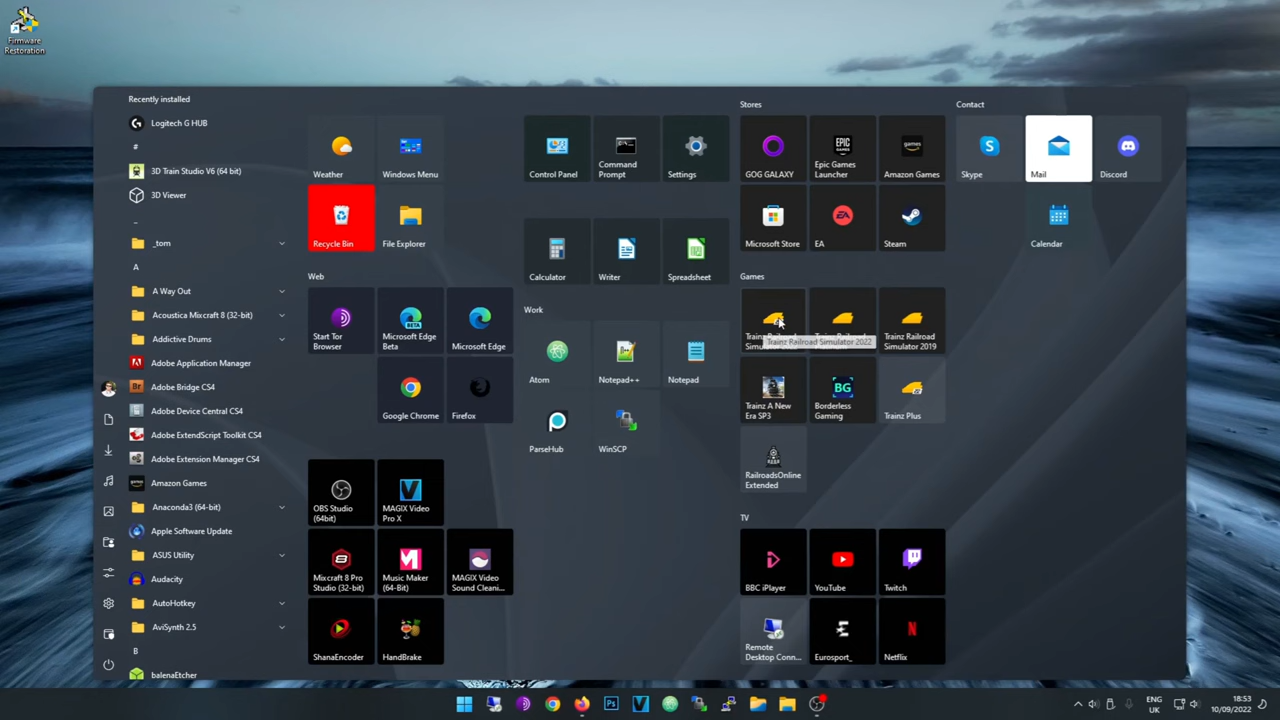 Firmware
Restoration
Recently installed
Logitech G HUB
#
3D Train Studio V6 (64 bit)
3D Viewer
_tom
A
A Way Out
Acoustica Mixcraft 8 (32-bit)
Addictive Drums
Adobe Application Manager
Adobe Bridge CS4
Adobe Device Central CS4
Adobe ExtendScript Toolkit CS4
Adobe Extension Manager CS4
Amazon Games
Anaconda3 (64-bit)
Apple Software Update
ASUS Utility
Audacity
AutoHotkey
AviSynth 2.5
B
balenaEtcher
Weather
Windows Menu
Recycle Bin
File Explorer
Web
Start Tor
Browser
BETA
Microsoft Edge
Beta
Microsoft Edge
Google Chrome
Firefox
OBS Studio
(64bit)
MAGIX Video
Pro X
Mixcraft 8 Pro
Studio (32-bit)
Music Maker
(64-Bit)
MAGIX Video
Sound Cleani...
ShanaEncoder
HandBrake
Control Panel
Command
Prompt
Settings
Calculator
Writer
Spreadsheet
Work
Atom
Notepad++
Notepad
ParseHub
WinSCP
Stores
GOG GALAXY
EPIC
GAMES
Epic Games
Launcher
games
Amazon Games
Microsoft Store
EA
EA
Steam
Games
Trainz Railroad Simulator 2022
Trainz Railroad
Simulator 2019
Trainz A New
Era SP3
BG
Borderless
Gaming
Trainz Plus
RailroadsOnline
Extended
TV
BBC iPlayer
YouTube
Twitch
Remote
Desktop Conn...
Eurosport_
Netflix
Contact
Skype
Mail
Discord
Calendar
Ps
ENG
UK
18:53
10/09/2022